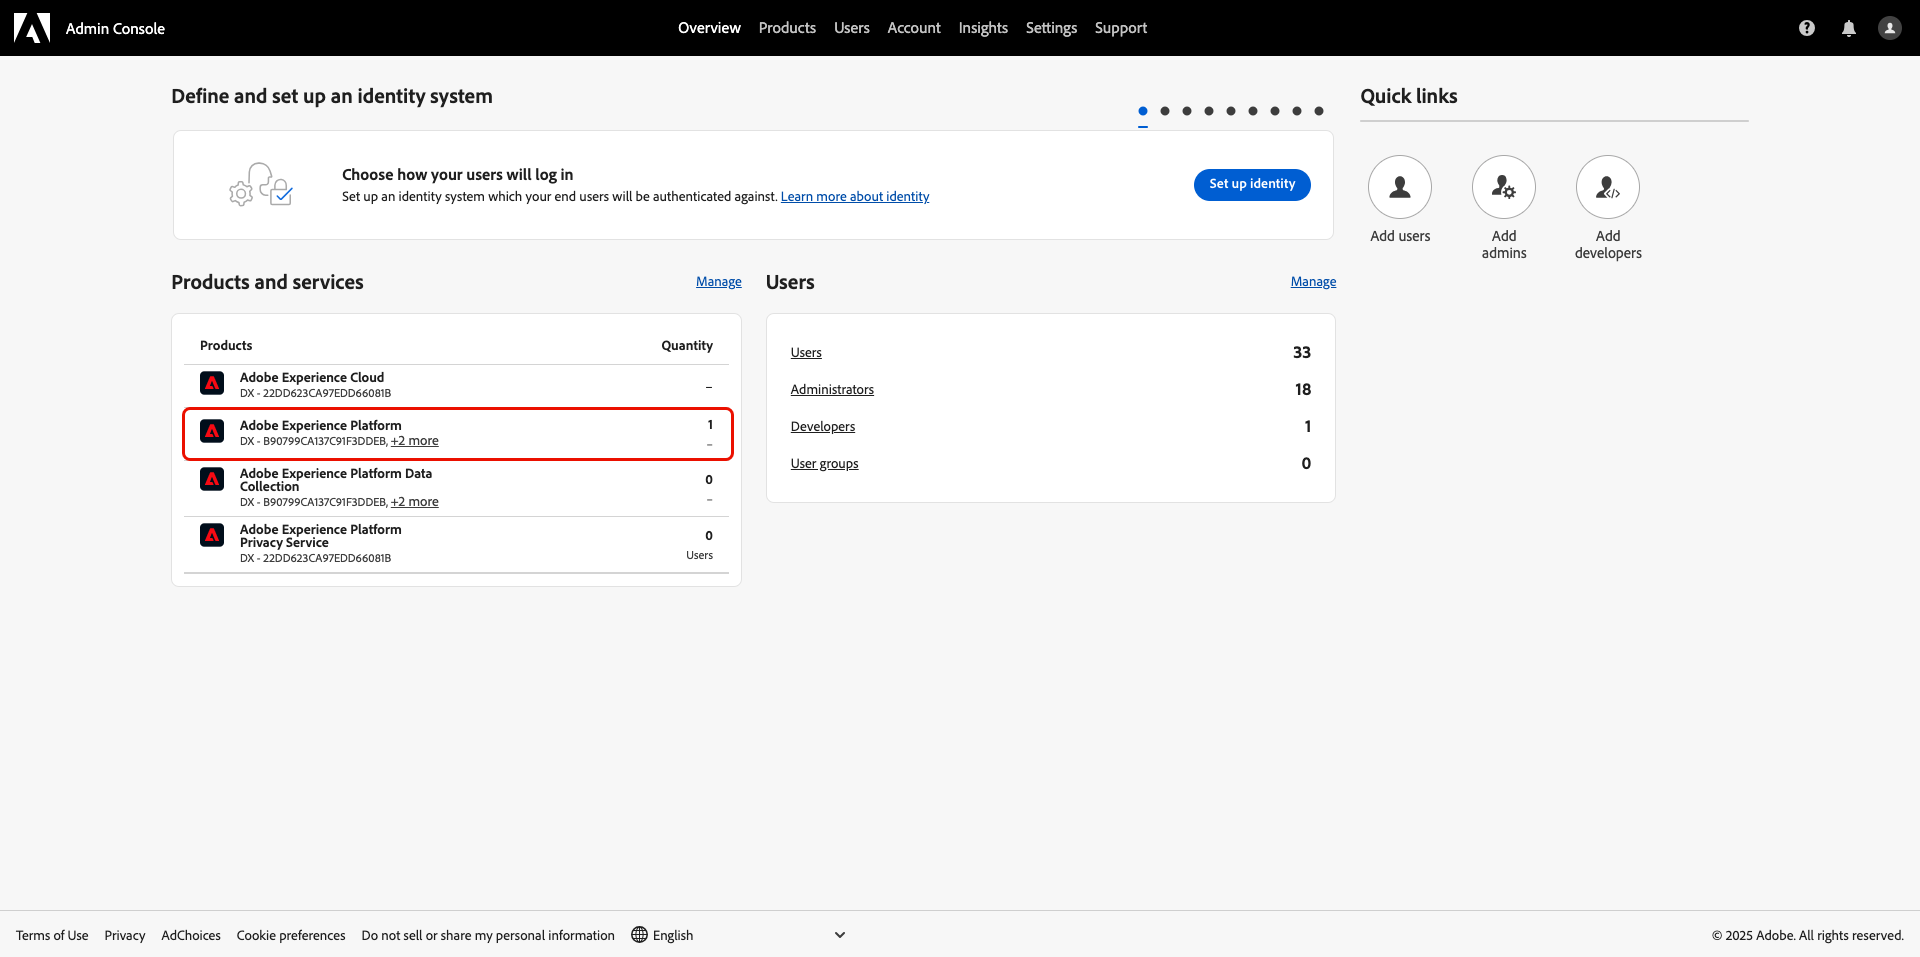 Admin Console
Overview Products Users Account Insights Settings Support
Define and set up an identity system
Choose how your users will log in
Set up an identity system which your end users will be authenticated against. Learn more about identity
Set up identity
Quick links
Add users
Add
admins
Add
developers
Products and services
Manage
Products Quantity
Adobe Experience Cloud
DX - 22DD623CA97EDD66081B
–
Adobe Experience Platform
DX - B90799CA137C91F3DDEB, +2 more
1
–
Adobe Experience Platform Data
Collection
DX - B90799CA137C91F3DDEB, +2 more
0
–
Adobe Experience Platform
Privacy Service
DX - 22DD623CA97EDD66081B
0
Users
Users
Manage
Users 33
Administrators 18
Developers 1
User groups 0
Terms of Use Privacy AdChoices Cookie preferences Do not sell or share my personal information English
© 2025 Adobe. All rights reserved.